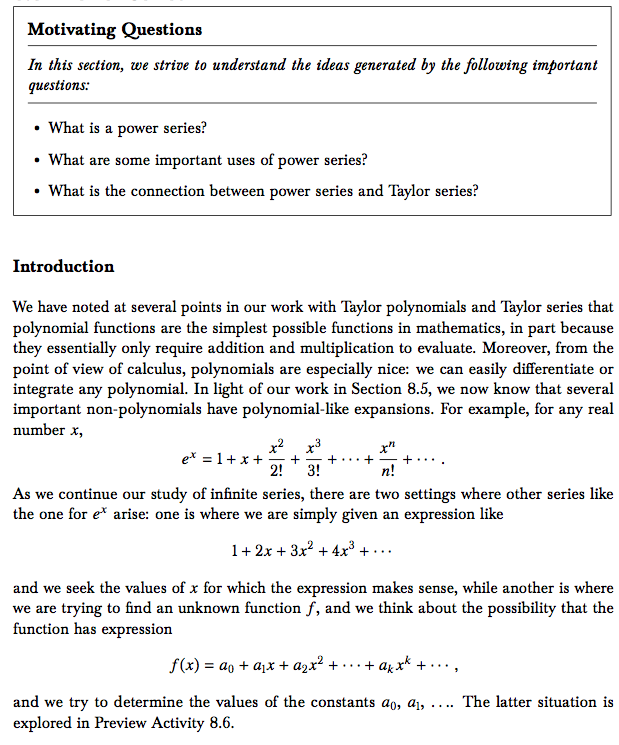 Motivating Questions
In this section, we strive to understand the ideas generated by the following important
questions:
• What is a power series?
• What are some important uses of power series?
• What is the connection between power series and Taylor series?
Introduction
We have noted at several points in our work with Taylor polynomials and Taylor series that
polynomial functions are the simplest possible functions in mathematics, in part because
they essentially only require addition and multiplication to evaluate. Moreover, from the
point of view of calculus, polynomials are especially nice: we can easily differentiate or
integrate any polynomial. In light of our work in Section 8.5, we now know that several
important non-polynomials have polynomial-like expansions. For example, for any real
number x,
e^x = 1 + x + x^2/2! + x^3/3! + ··· + x^n/n! + ··· .
As we continue our study of infinite series, there are two settings where other series like
the one for e^x arise: one is where we are simply given an expression like
1 + 2x + 3x^2 + 4x^3 + ···
and we seek the values of x for which the expression makes sense, while another is where
we are trying to find an unknown function f, and we think about the possibility that the
function has expression
f(x) = a_0 + a_1x + a_2x^2 + ··· + a_kx^k + ··· ,
and we try to determine the values of the constants a_0, a_1, .... The latter situation is
explored in Preview Activity 8.6.